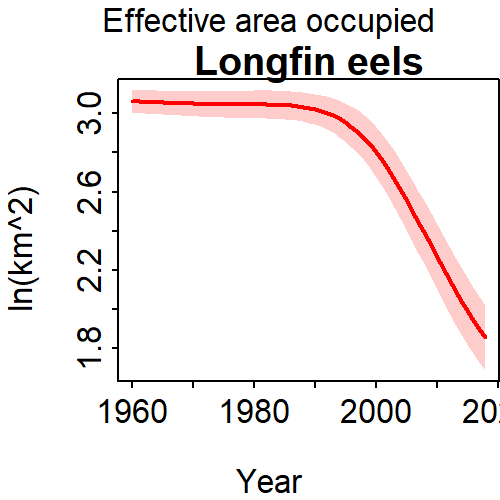 Effective area occupied
Longfin eels
ln(km^2)
3.0
2.6
2.2
1.8
1960 1980 2000 202
Year